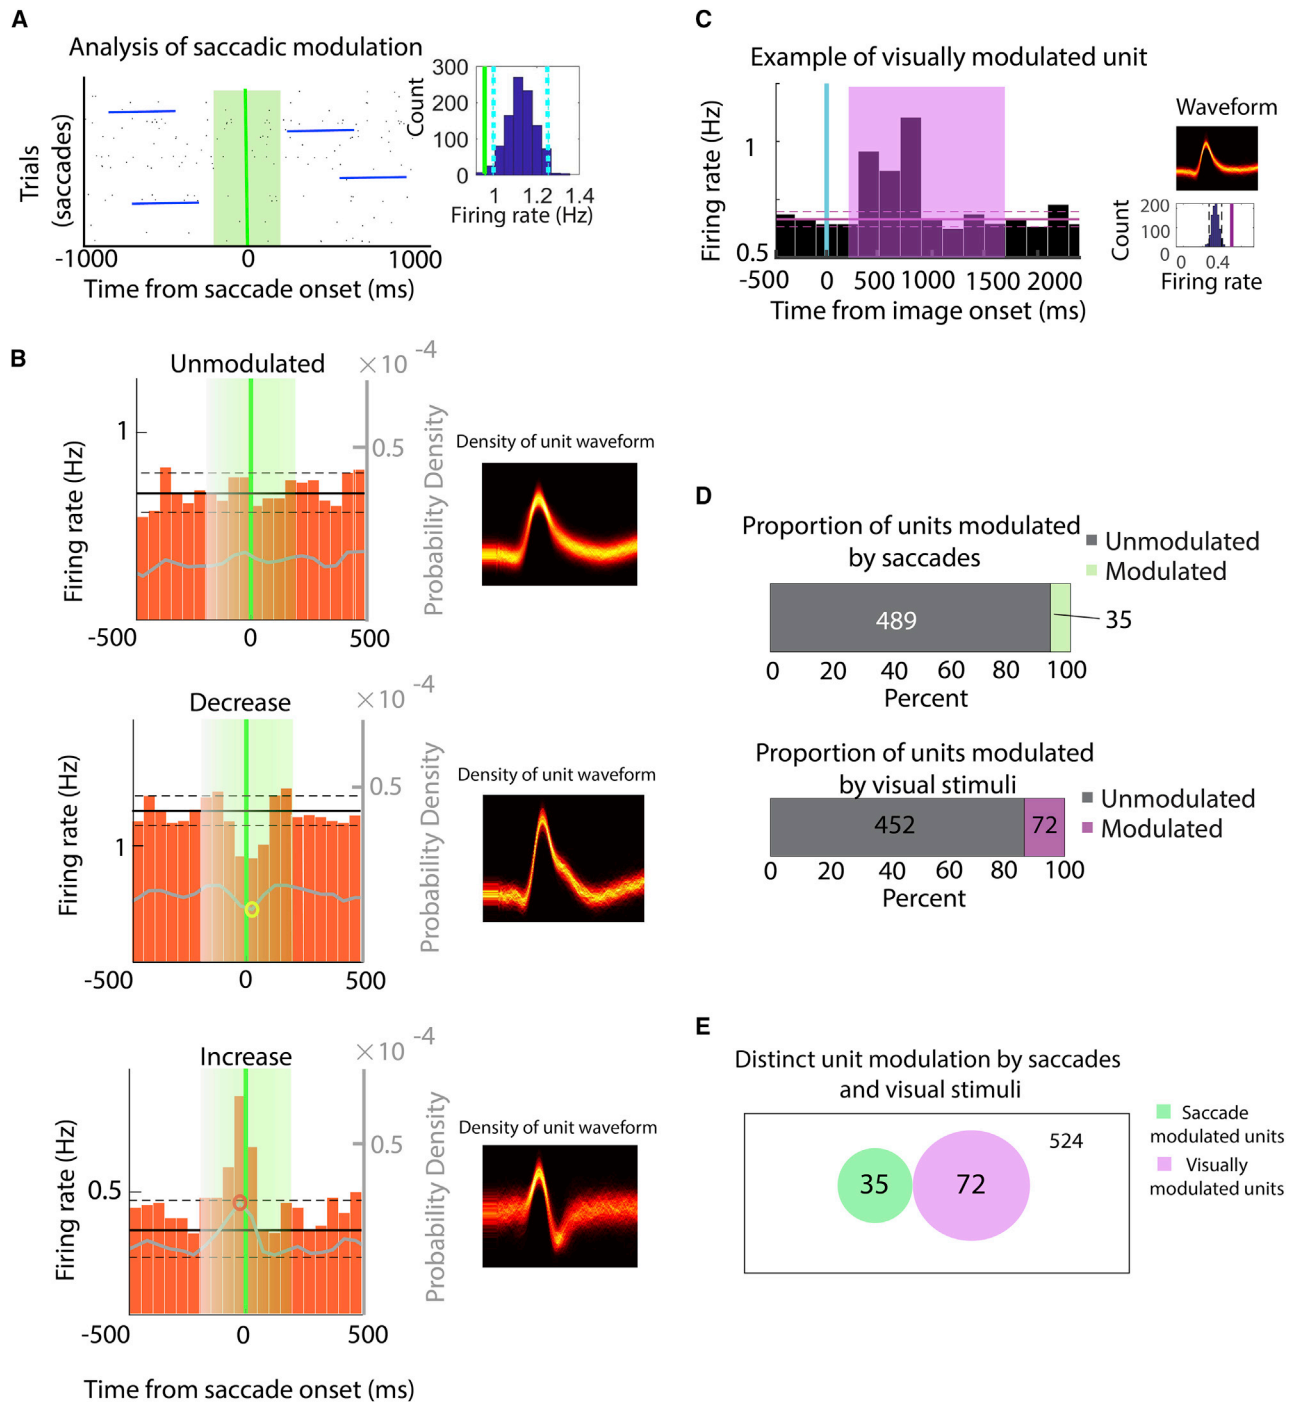 A
Analysis of saccadic modulation
Trials
(saccades)
-1000
0
1000
Time from saccade onset (ms)
Count
300
200
100
0
1
1.2
1.4
Firing rate (Hz)
B
Unmodulated
×10 -4
Firing rate (Hz)
1
0.5
Probability Density
-500
0
500
Density of unit waveform
Decrease
×10 -4
Firing rate (Hz)
1
0.5
Probability Density
-500
0
500
Density of unit waveform
Increase
×10 -4
Firing rate (Hz)
0.5
0.5
Probability Density
-500
0
500
Density of unit waveform
Time from saccade onset (ms)
C
Example of visually modulated unit
Firing rate (Hz)
1
0.5
-500
0
500
1000
1500
2000
Time from image onset (ms)
Waveform
Count
200
100
0
0
0.4
Firing rate
D
Proportion of units modulated
by saccades
Unmodulated
Modulated
489
35
0 20 40 60 80 100
Percent
Proportion of units modulated
by visual stimuli
Unmodulated
Modulated
452
72
0 20 40 60 80 100
Percent
E
Distinct unit modulation by saccades
and visual stimuli
35
72
524
Saccade
modulated units
Visually
modulated units